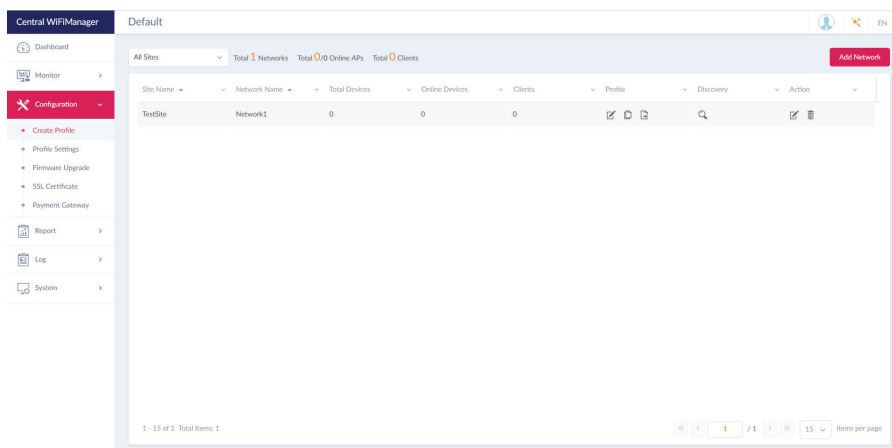 Central WiFiManager
Default
EN
Dashboard
Monitor
Configuration
Create Profile
Profile Settings
Firmware Upgrade
SSL Certificate
Payment Gateway
Report
Log
System
All Sites
Total 1 Networks Total 0/0 Online APs Total 0 Clients
Add Network
Site Name Network Name Total Devices Online Devices Clients Profile Discovery Action
TestSite Network1 0 0 0
1 - 15 of 1 Total Items: 1
1 / 1 15 items per page